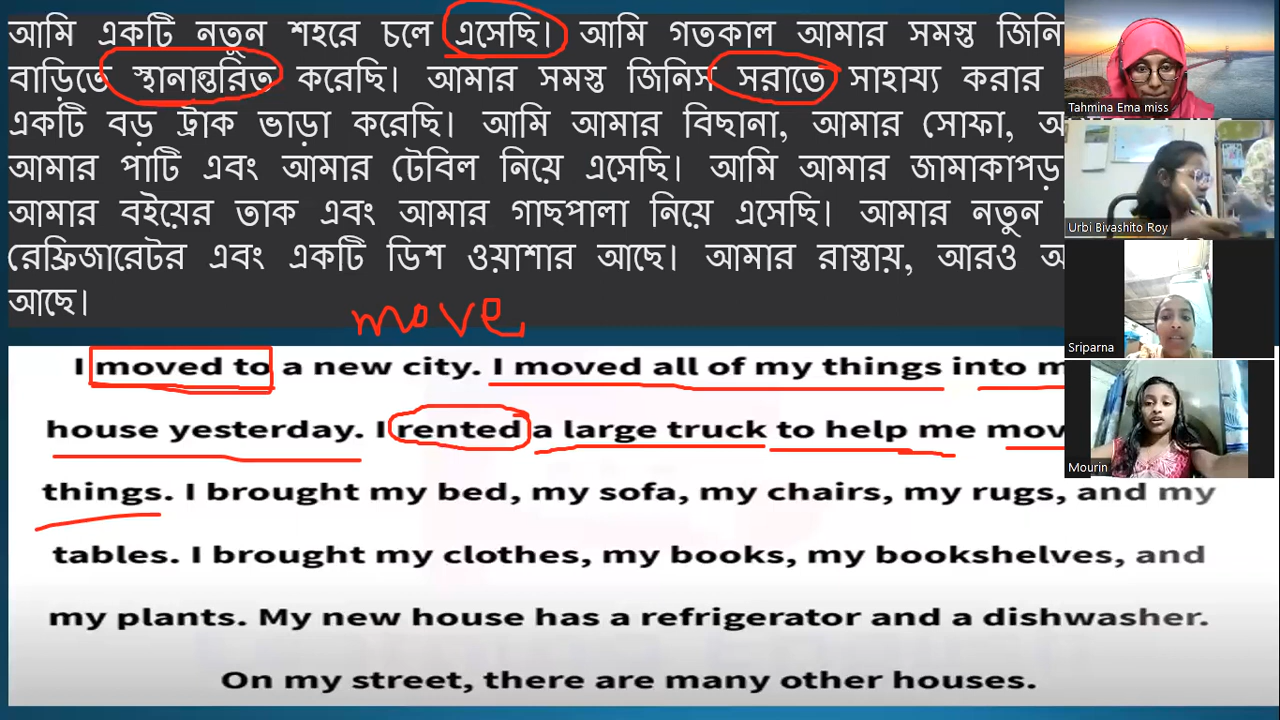 আমি একটি নতুন শহরে চলে এসেছি। আমি গতকাল আমার সমস্ত
বাড়িতে স্থানান্তরিত করেছি। আমার সমস্ত জিনিস সরাতে সাহায্য করার
একটি বড় ট্রাক ভাড়া করেছি। আমি আমার বিছানা, আমার সোফা,
আমার পাটি এবং আমার টেবিল নিয়ে এসেছি। আমি আমার জামাকাপড়
আমার বইয়ের তাক এবং আমার গাছপালা নিয়ে এসেছি। আমার নতুন
রেফ্রিজারেটর এবং একটি ডিশ ওয়াশার আছে। আমার রাস্তায়, আরও
আছে।
move
I moved to a new city. I moved all of my things into
house yesterday. I rented a large truck to help me
things. I brought my bed, my sofa, my chairs, my rugs, and my
tables. I brought my clothes, my books, my bookshelves, and
my plants. My new house has a refrigerator and a dishwasher.
On my street, there are many other houses.
Tahmina Ema miss
Urbi Bivashito Roy
Sriparna
Mourin